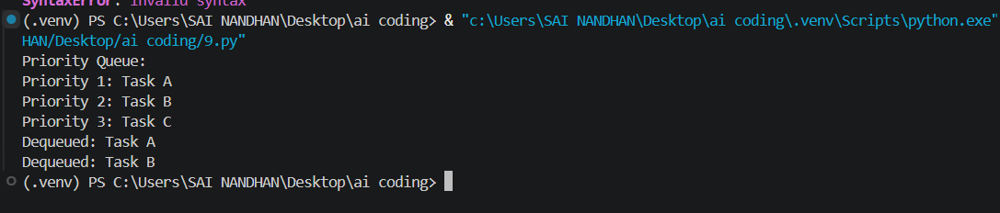 SyntaxError: invalid syntax
(.venv) PS C:\Users\SAI NANDHAN\Desktop\ai coding> & "c:\Users\SAI NANDHAN\Desktop\ai coding\.venv\Scripts\python.exe"
HAN/Desktop/ai coding/9.py"
Priority Queue:
Priority 1: Task A
Priority 2: Task B
Priority 3: Task C
Dequeued: Task A
Dequeued: Task B
(.venv) PS C:\Users\SAI NANDHAN\Desktop\ai coding>